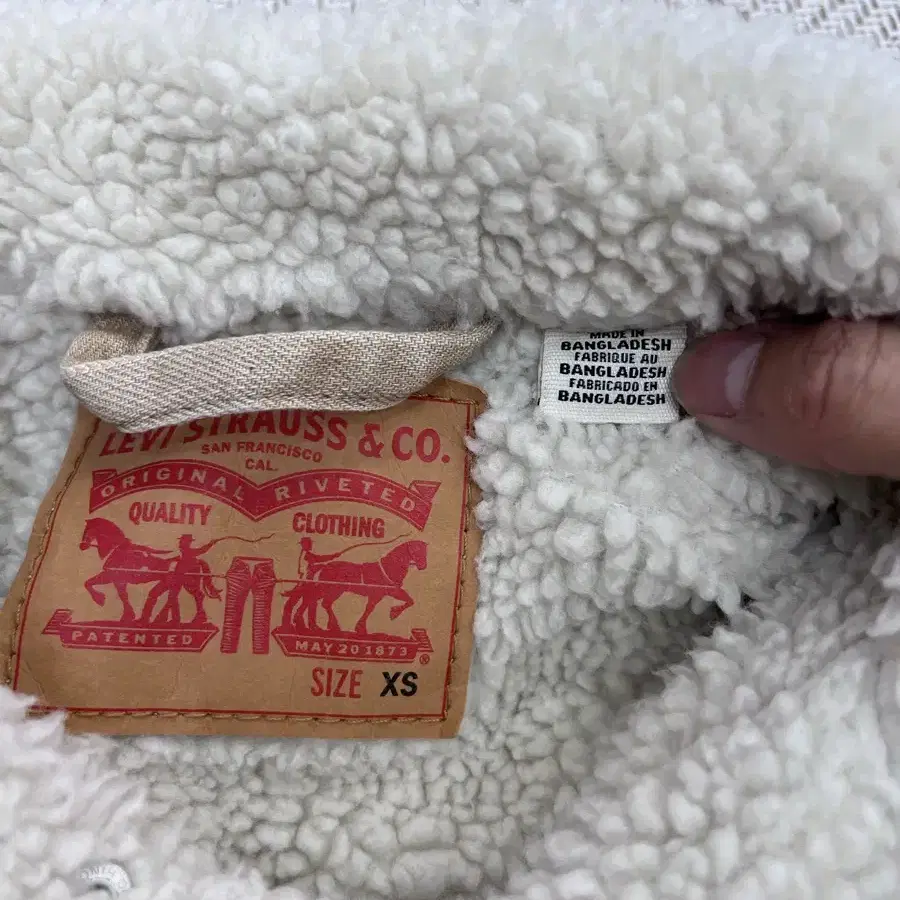 LEVI STRAUSS & CO.
SAN FRANCISCO
CAL.
ORIGINAL RIVETED
QUALITY CLOTHING
PATENTED
MAY 20 1873
®
SIZE XS
MADE IN
BANGLADESH
FABRIQUE AU
BANGLADESH
FABRICADO EN
BANGLADESH